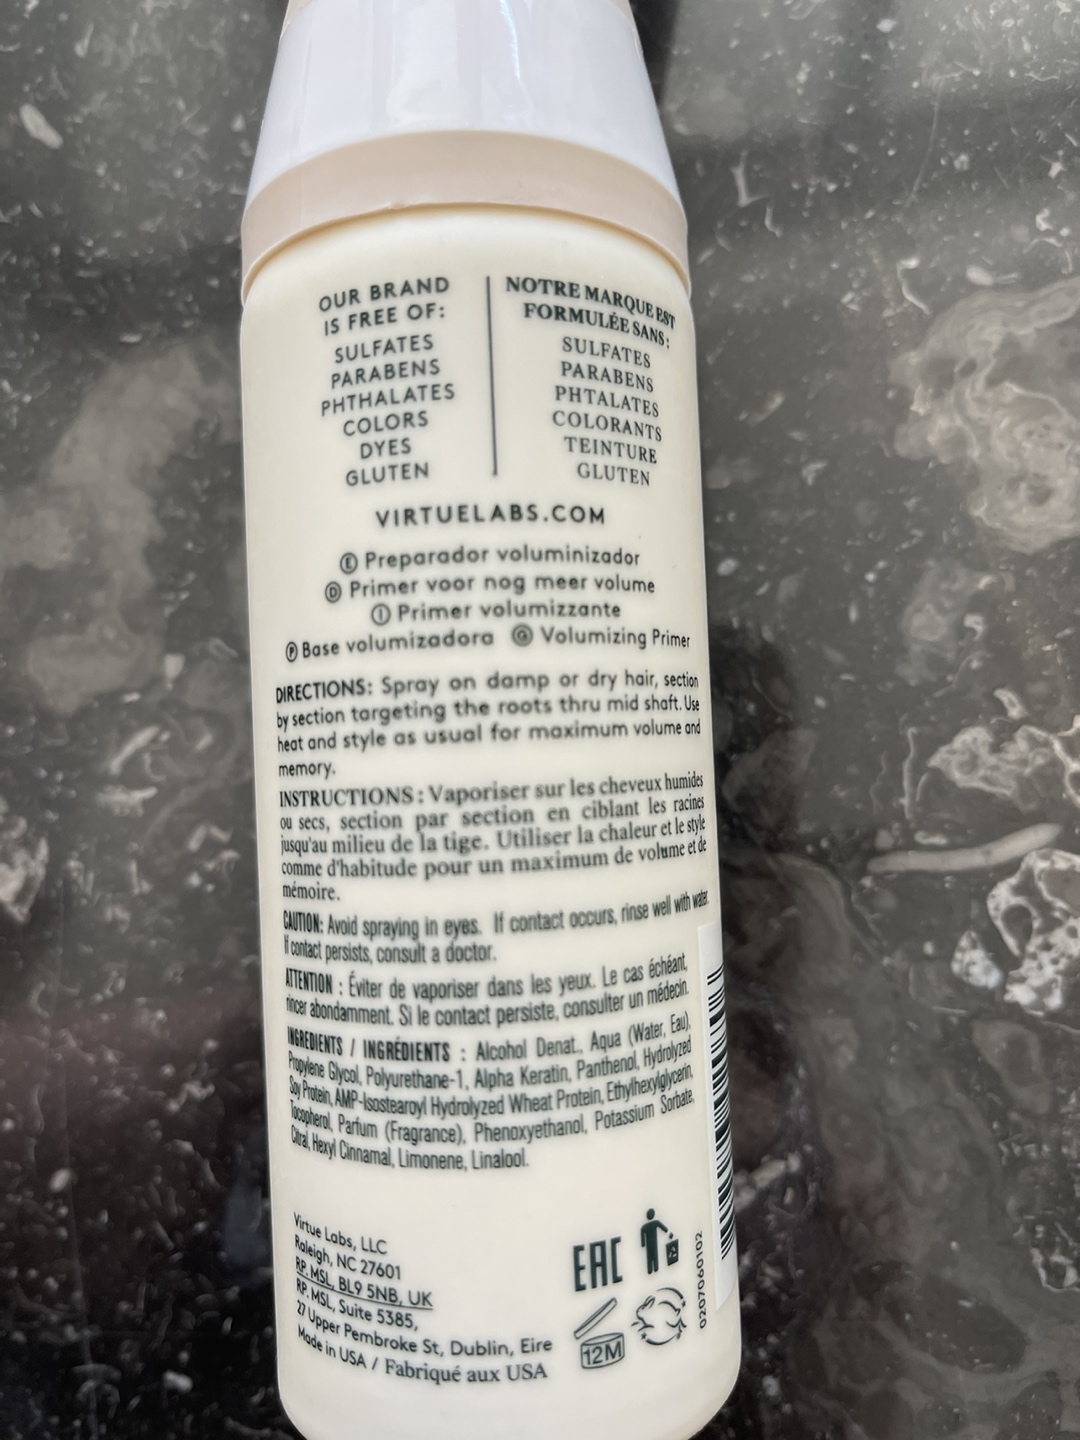 OUR BRAND
IS FREE OF:
SULFATES
PARABENS
PHTHALATES
COLORS
DYES
GLUTEN
NOTRE MARQUE EST
FORMULÉE SANS:
SULFATES
PARABENS
PHTALATES
COLORANTS
TEINTURE
GLUTEN
VIRTUELABS.COM
Ⓔ Preparador voluminizador
Ⓓ Primer voor nog meer volume
Ⓘ Primer volumizzante
Ⓟ Base volumizadora Ⓖ Volumizing Primer
DIRECTIONS: Spray on damp or dry hair, section
by section targeting the roots thru mid shaft. Use
heat and style as usual for maximum volume and
memory.
INSTRUCTIONS : Vaporiser sur les cheveux humides
ou secs, section par section en ciblant les racines
jusqu'au milieu de la tige. Utiliser la chaleur et le style
comme d'habitude pour un maximum de volume et de
mémoire.
CAUTION: Avoid spraying in eyes. If contact occurs, rinse well with water.
If contact persists, consult a doctor.
ATTENTION : Éviter de vaporiser dans les yeux. Le cas échéant,
rincer abondamment. Si le contact persiste, consulter un médecin.
INGREDIENTS / INGRÉDIENTS : Alcohol Denat., Aqua (Water, Eau),
Propylene Glycol, Polyurethane-1, Alpha Keratin, Panthenol, Hydrolyzed
Soy Protein, AMP-Isostearoyl Hydrolyzed Wheat Protein, Ethylhexylglycerin,
Tocopherol, Parfum (Fragrance), Phenoxyethanol, Potassium Sorbate,
Citral, Hexyl Cinnamal, Limonene, Linalool.
Virtue Labs, LLC
Raleigh, NC 27601
RP. MSL, BL9 5NB, UK
RP. MSL, Suite 5385,
27 Upper Pembroke St, Dublin, Eire
Made in USA / Fabriqué aux USA
EAC
12M
0207060102